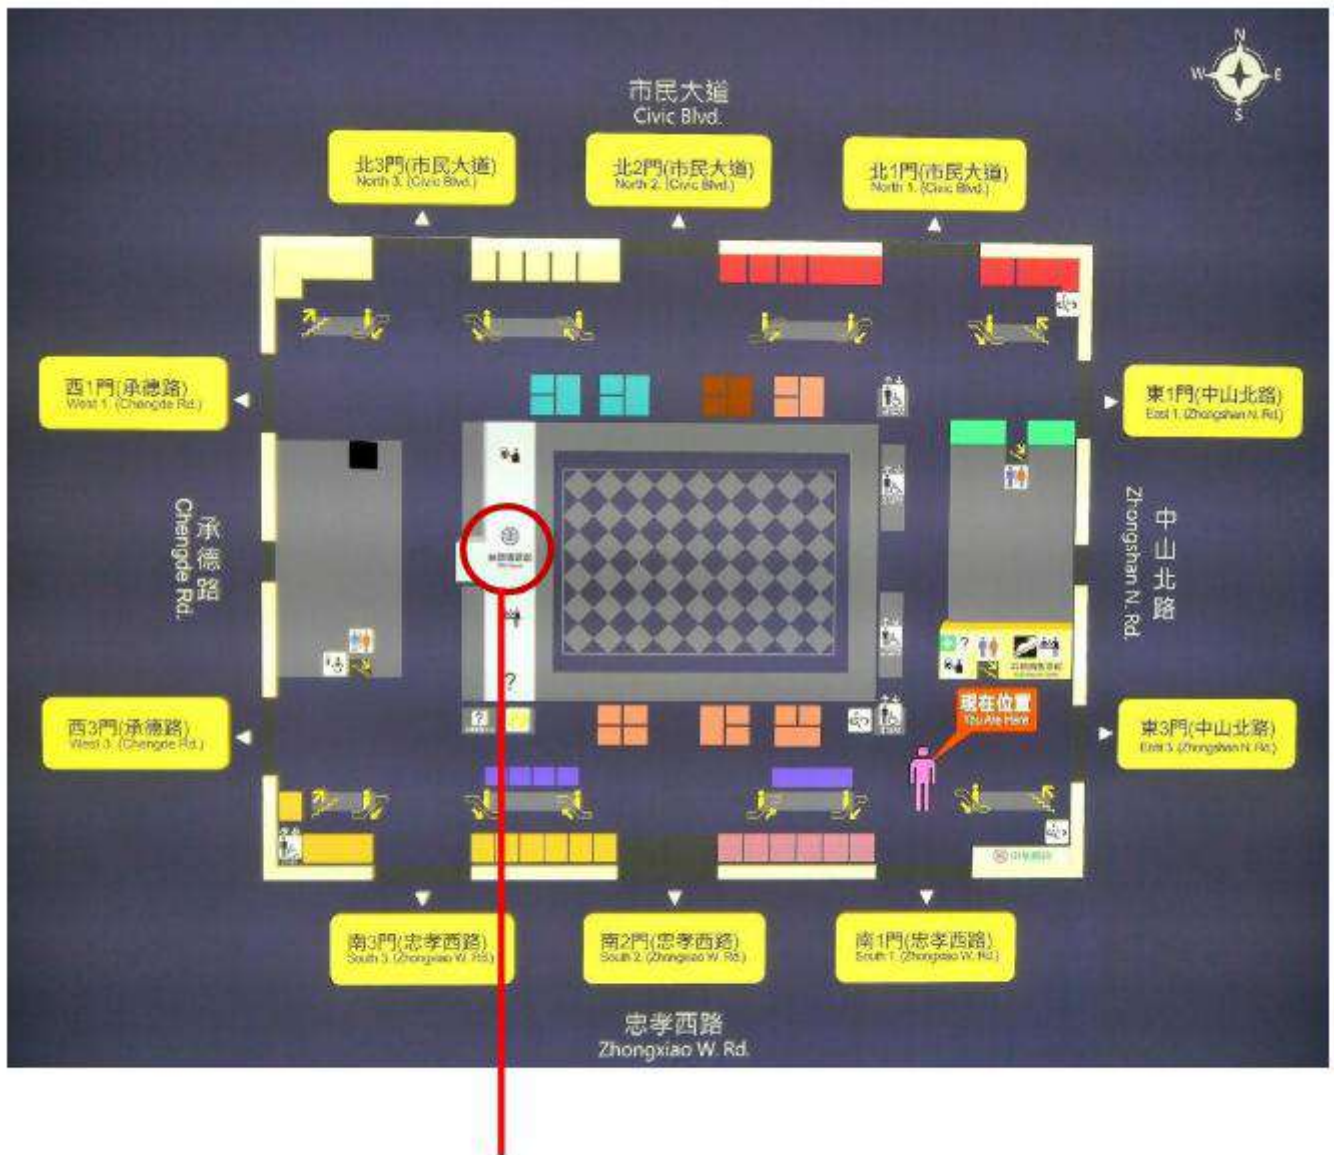 N
W
E
S
市民大道
Civic Blvd.
北3門(市民大道)
North 3. (Civic Blvd.)
北2門(市民大道)
North 2. (Civic Blvd.)
北1門(市民大道)
North 1. (Civic Blvd.)
西1門(承德路)
West 1. (Chengde Rd.)
東1門(中山北路)
East 1. (Zhongshan N. Rd.)
承德路
Chengde Rd.
中山北路
Zhongshan N. Rd.
?
?
?
現在位置
You Are Here
西3門(承德路)
West 3. (Chengde Rd.)
東3門(中山北路)
East 3. (Zhongshan N. Rd.)
南3門(忠孝西路)
South 3. (Zhongxiao W. Rd.)
南2門(忠孝西路)
South 2. (Zhongxiao W. Rd.)
南1門(忠孝西路)
South 1. (Zhongxiao W. Rd.)
忠孝西路
Zhongxiao W. Rd.